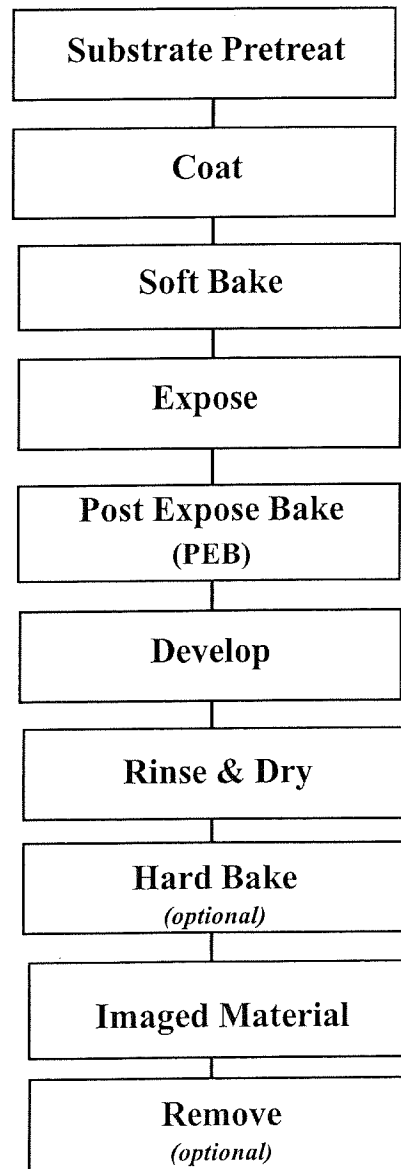 Substrate Pretreat
Coat
Soft Bake
Expose
Post Expose Bake
(PEB)
Develop
Rinse & Dry
Hard Bake
(optional)
Imaged Material
Remove
(optional)